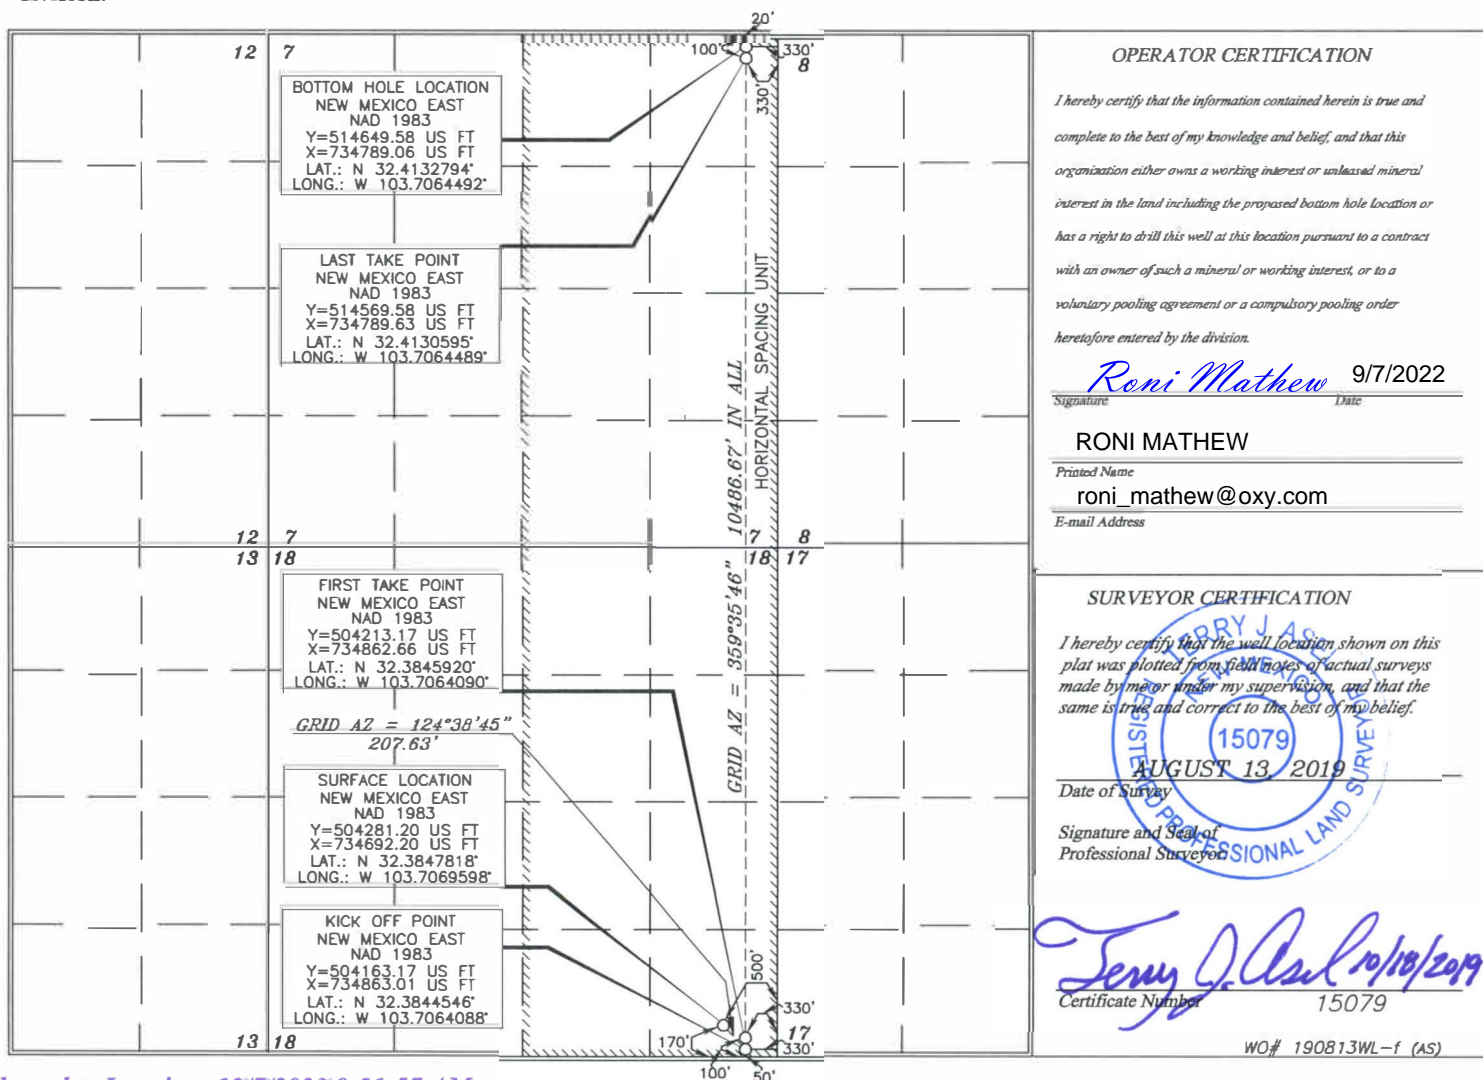 20'
12 7
100'
330'
8
BOTTOM HOLE LOCATION
NEW MEXICO EAST
NAD 1983
Y=514649.58 US FT
X=734789.06 US FT
LAT.: N 32.4132794°
LONG.: W 103.7064492°
330'
LAST TAKE POINT
NEW MEXICO EAST
NAD 1983
Y=514569.58 US FT
X=734789.63 US FT
LAT.: N 32.4130595°
LONG.: W 103.7064489°
HORIZONTAL SPACING UNIT
GRID AZ = 359°35'46" 10486.67' IN ALL
12 7
13 18
7 8
18 17
FIRST TAKE POINT
NEW MEXICO EAST
NAD 1983
Y=504213.17 US FT
X=734862.66 US FT
LAT.: N 32.3845920°
LONG.: W 103.7064090°
GRID AZ = 124°38'45"
207.63'
SURFACE LOCATION
NEW MEXICO EAST
NAD 1983
Y=504281.20 US FT
X=734692.20 US FT
LAT.: N 32.3847818°
LONG.: W 103.7069598°
KICK OFF POINT
NEW MEXICO EAST
NAD 1983
Y=504163.17 US FT
X=734863.01 US FT
LAT.: N 32.3844546°
LONG.: W 103.7064088°
500'
330'
17
13 18
170'
330'
100'
50'
OPERATOR CERTIFICATION
I hereby certify that the information contained herein is true and
complete to the best of my knowledge and belief, and that this
organization either owns a working interest or unleased mineral
interest in the land including the proposed bottom hole location or
has a right to drill this well at this location pursuant to a contract
with an owner of such a mineral or working interest, or to a
voluntary pooling agreement or a compulsory pooling order
heretofore entered by the division.
Roni Mathew 9/7/2022
Signature Date
RONI MATHEW
Printed Name
roni_mathew@oxy.com
E-mail Address
SURVEYOR CERTIFICATION
I hereby certify that the well location shown on this
plat was plotted from field notes of actual surveys
made by me or under my supervision, and that the
same is true and correct to the best of my belief.
TERRY J ASEL
NEW MEXICO
15079
REGISTERED PROFESSIONAL LAND SURVEYOR
AUGUST 13, 2019
Date of Survey
Signature and Seal of
Professional Surveyor:
Terry J. Asel 10/18/2019
Certificate Number 15079
WO# 190813WL-f (AS)